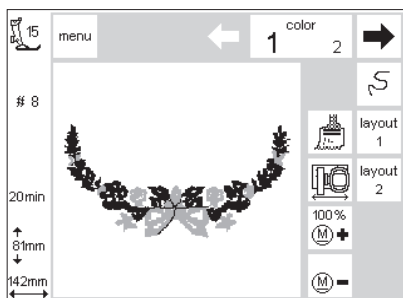 15
menu
color
1
2
# 8
layout
1
layout
2
20min
100%
M +
81mm
M -
142mm